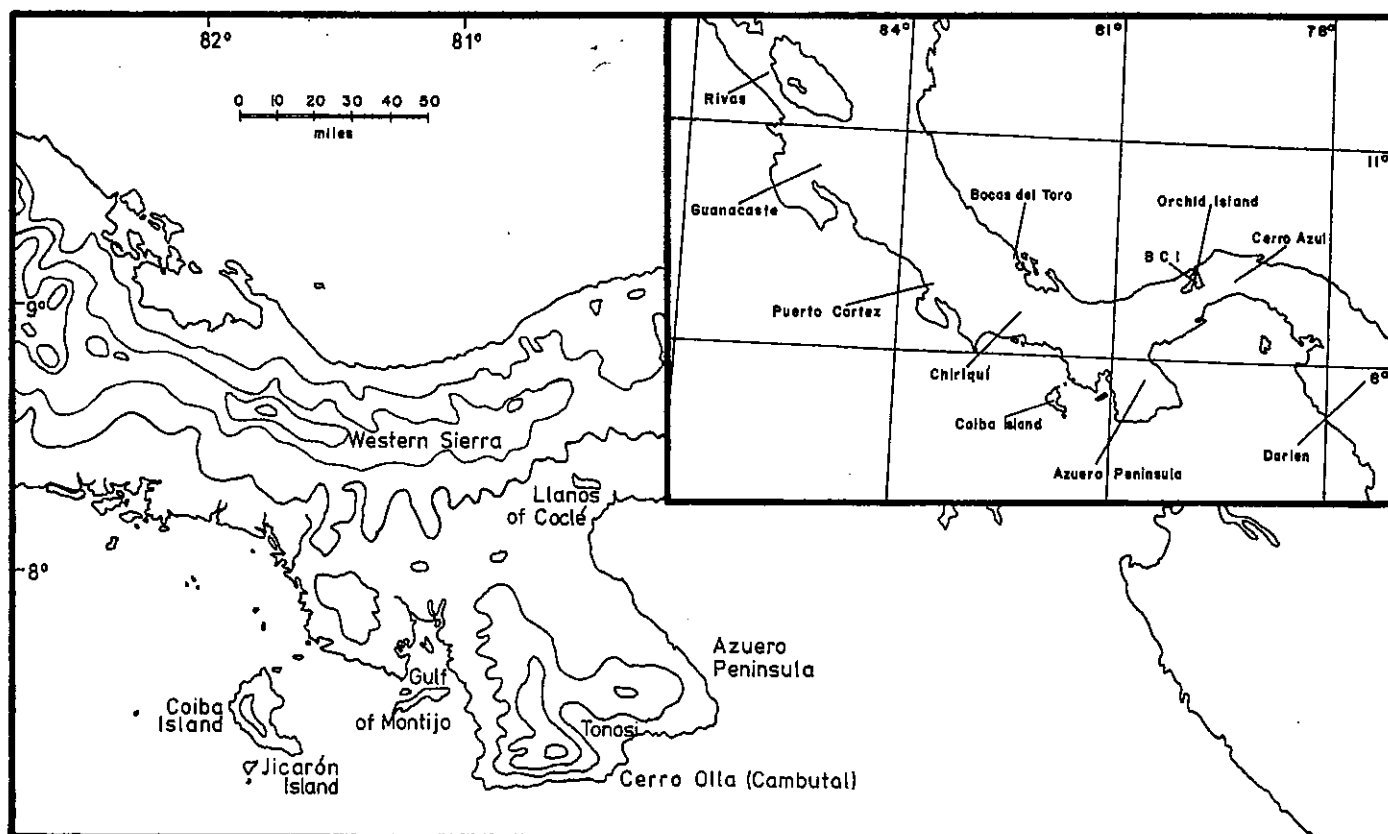 82°
81°
0 10 20 30 40 50
miles
9°
8°
Western Sierra
Llanos
of Coclé
Azuero
Peninsula
Gulf
of Montijo
Coiba
Island
Tonosi
Jicarón
Island
Cerro Olla (Cambutal)
84°
81°
78°
Rivas
11°
Guanacaste
Bocas del Toro
Orchid Island
Cerro Azul
B C I
Puerto Cortez
Chiriquí
8°
Coiba Island
Azuero Peninsula
Darien